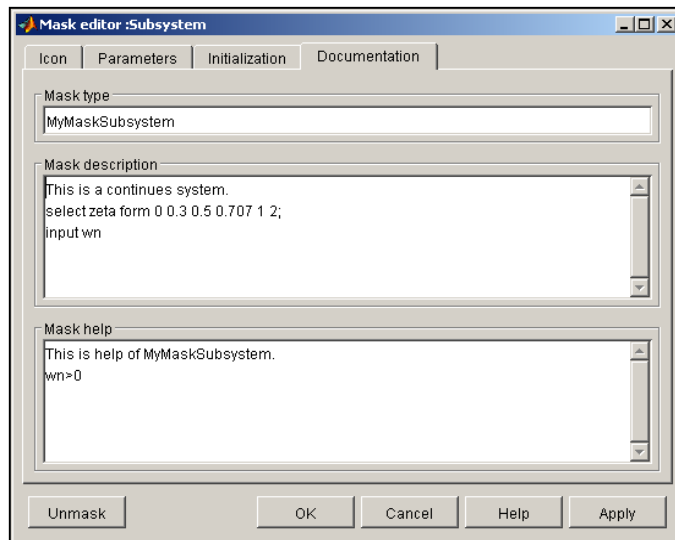 Mask editor :Subsystem
Icon Parameters Initialization Documentation
Mask type
MyMaskSubsystem
Mask description
This is a continues system.
select zeta form 0 0.3 0.5 0.707 1 2;
input wn
Mask help
This is help of MyMaskSubsystem.
wn>0
Unmask OK Cancel Help Apply